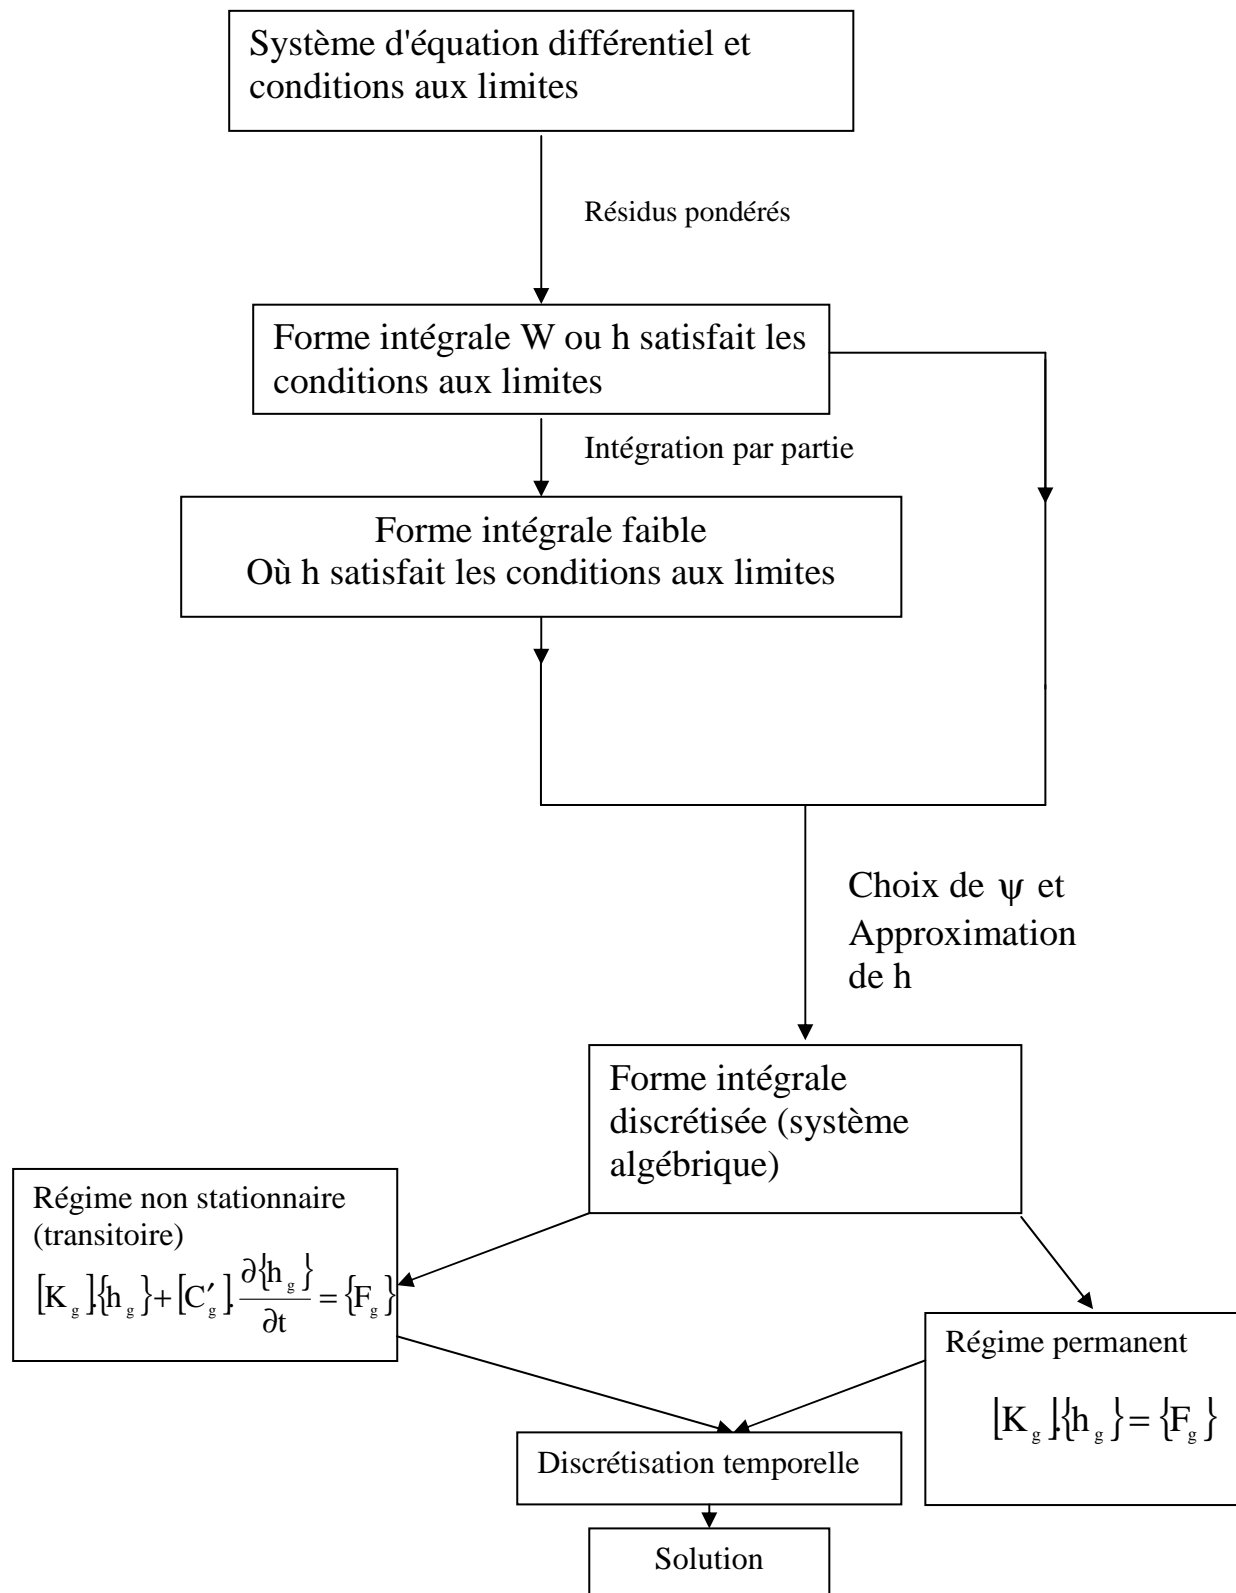 Système d'équation différentiel et
conditions aux limites
Résidus pondérés
Forme intégrale W ou h satisfait les
conditions aux limites
Intégration par partie
Forme intégrale faible
Où h satisfait les conditions aux limites
Choix de ψ et
Approximation
de h
Forme intégrale
discrétisée (système
algébrique)
Régime non stationnaire
(transitoire)
[K_g].{h_g}+[C'_g].∂{h_g}/∂t={F_g}
Régime permanent
[K_g].{h_g}={F_g}
Discrétisation temporelle
Solution